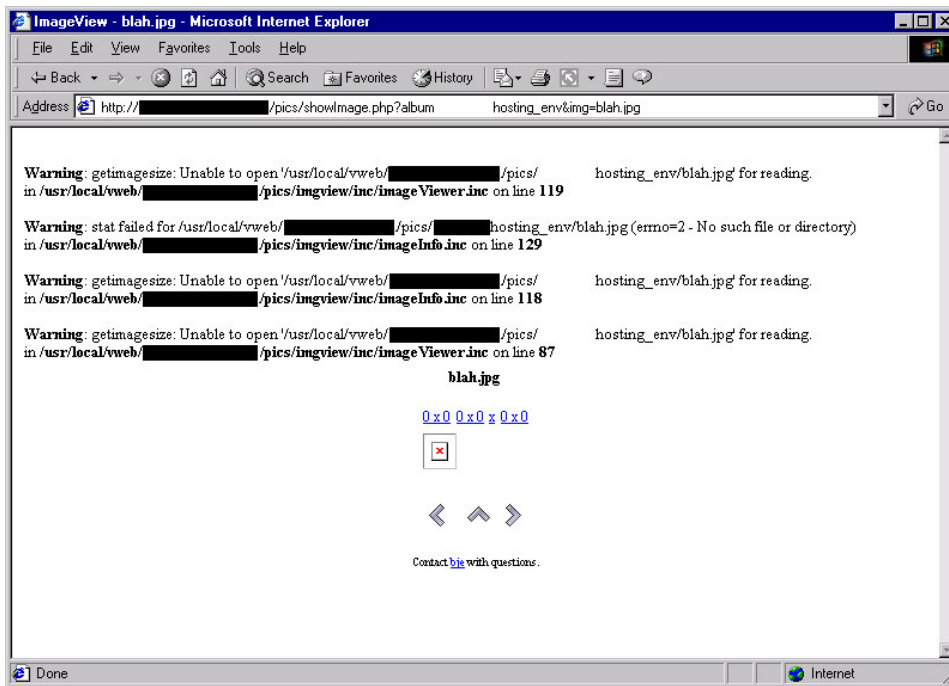 ImageView - blah.jpg - Microsoft Internet Explorer
File Edit View Favorites Tools Help
Back Search Favorites History
Address http:// /pics/showImage.php?album hosting_env&img=blah.jpg Go
Warning: getimagesize: Unable to open '/usr/local/vweb/ /pics/ hosting_env/blah.jpg' for reading.
in /usr/local/vweb/ /pics/imgview/inc/imageViewer.inc on line 119
Warning: stat failed for /usr/local/vweb/ /pics/ hosting_env/blah.jpg (errno=2 - No such file or directory)
in /usr/local/vweb/ /pics/imgview/inc/imageInfo.inc on line 129
Warning: getimagesize: Unable to open '/usr/local/vweb/ /pics/ hosting_env/blah.jpg' for reading.
in /usr/local/vweb/ /pics/imgview/inc/imageInfo.inc on line 118
Warning: getimagesize: Unable to open '/usr/local/vweb/ /pics/ hosting_env/blah.jpg' for reading.
in /usr/local/vweb/ /pics/imgview/inc/imageViewer.inc on line 87
blah.jpg
0 x 0 0 x 0 x 0 x 0
Contact bje with questions.
Done Internet